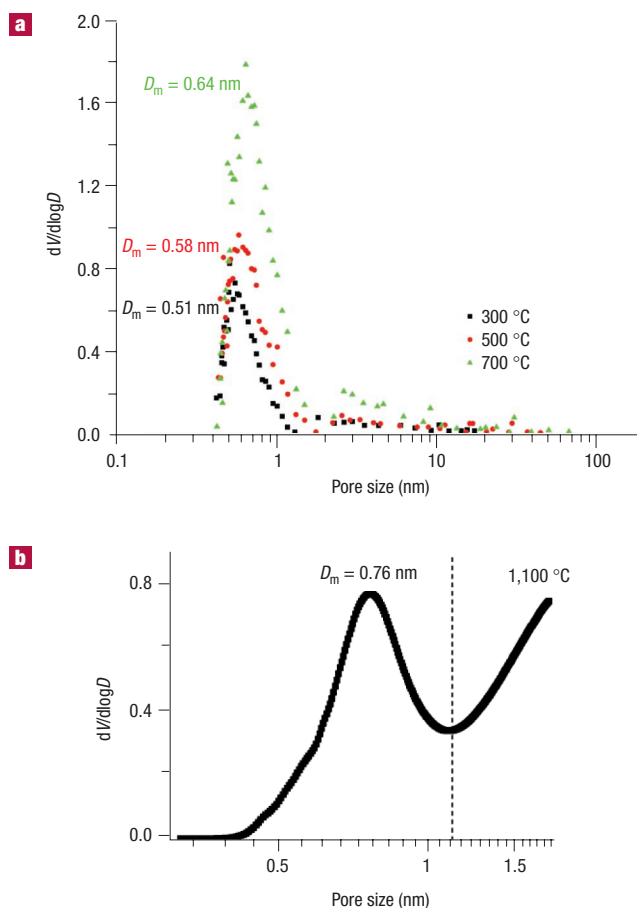 a
2.0
1.6
1.2
0.8
0.4
0.0
dV/dlogD
Dm = 0.64 nm
Dm = 0.58 nm
Dm = 0.51 nm
300 °C
500 °C
700 °C
0.1 1 10 100
Pore size (nm)
b
0.8
0.4
0.0
dV/dlogD
Dm = 0.76 nm 1,100 °C
0.5 1 1.5
Pore size (nm)